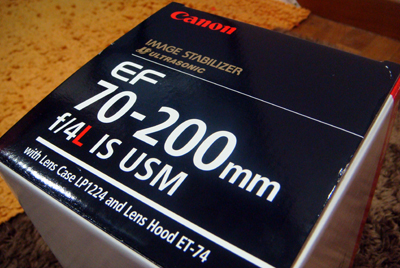 Canon
IMAGE STABILIZER
ULTRASONIC
EF
70-200mm
f/4L IS USM
with Lens Case LP1224 and Lens Hood ET-74